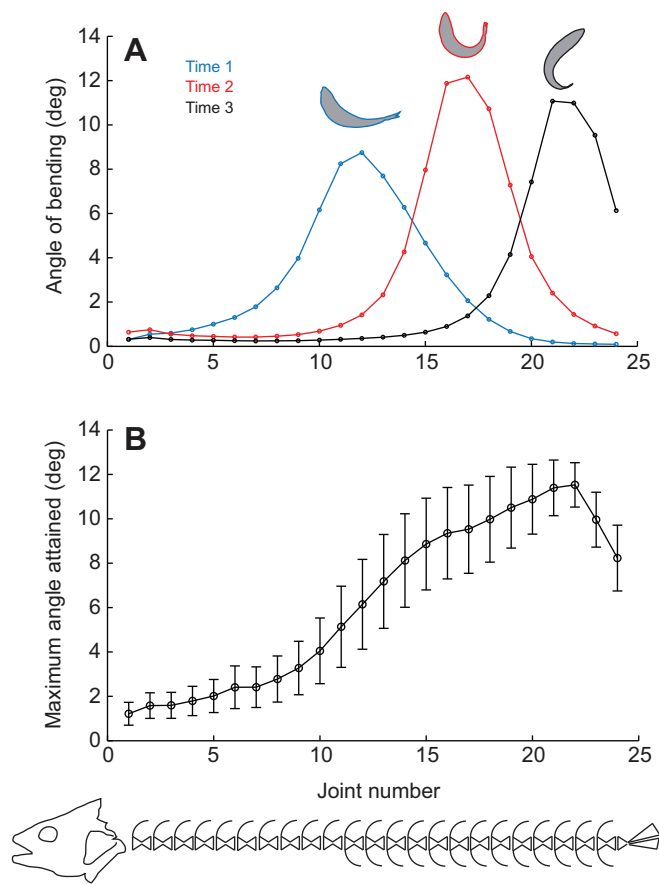 A
Time 1
Time 2
Time 3
Angle of bending (deg)
14
12
10
8
6
4
2
0
0 5 10 15 20 25
B
Maximum angle attained (deg)
14
12
10
8
6
4
2
0
0 5 10 15 20 25
Joint number